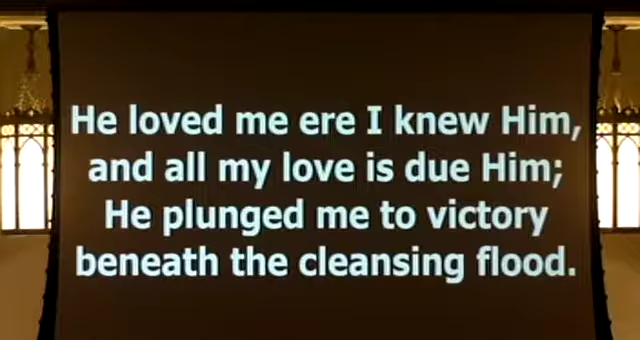 He loved me ere I knew Him,
and all my love is due Him;
He plunged me to victory
beneath the cleansing flood.